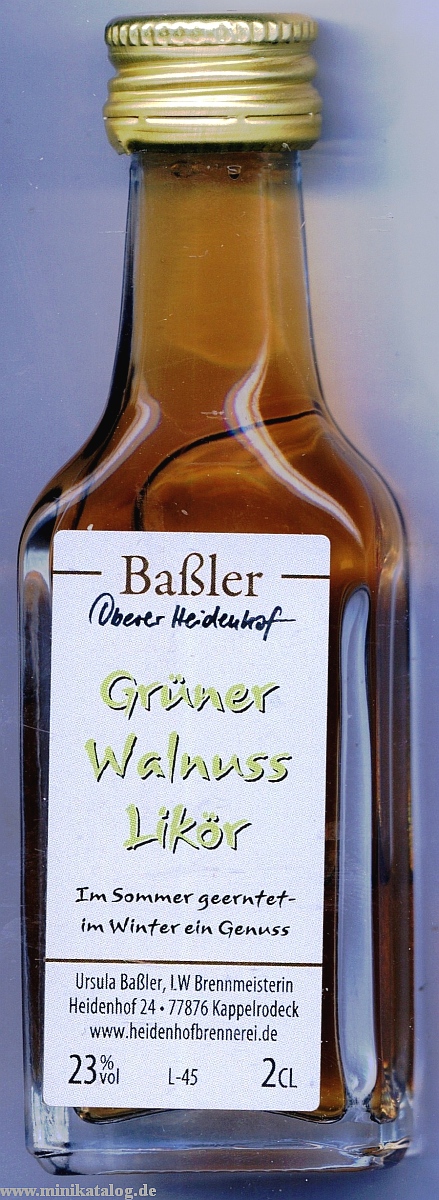 Baßler
Oberer Heidenhof
Grüner
Walnuss
Likör
Im Sommer geerntet-
im Winter ein Genuss
Ursula Baßler, I.W Brennmeisterin
Heidenhof 24 • 77876 Kappelrodeck
www.heidenhofbrennerei.de
23 % vol L-45 2CL
www.minikatalog.de